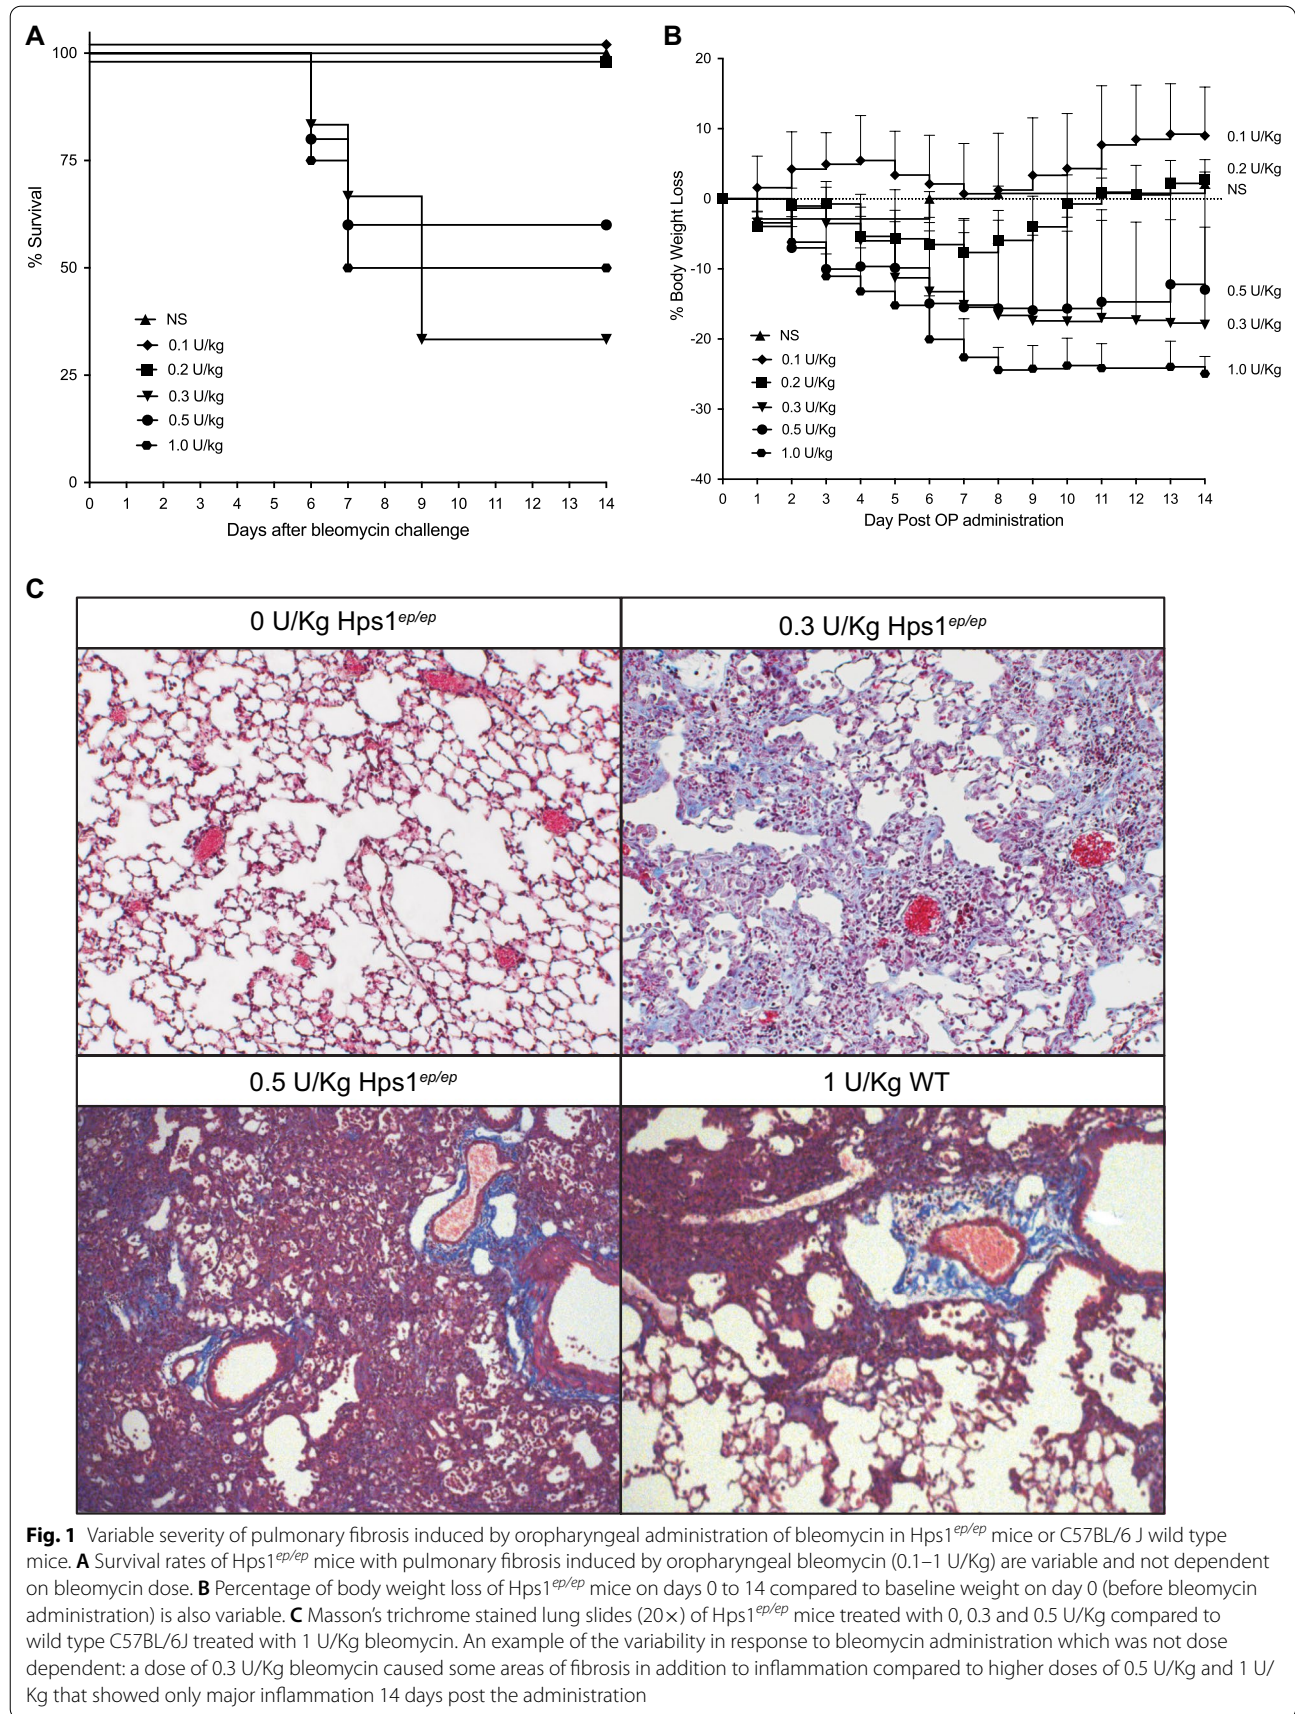 A
% Survival
100
75
50
25
0
NS
0.1 U/kg
0.2 U/kg
0.3 U/kg
0.5 U/kg
1.0 U/kg
0 1 2 3 4 5 6 7 8 9 10 11 12 13 14
Days after bleomycin challenge
B
% Body Weight Loss
20
10
0
-10
-20
-30
-40
NS
0.1 U/Kg
0.2 U/Kg
0.3 U/Kg
0.5 U/Kg
1.0 U/kg
0.1 U/Kg
0.2 U/Kg
NS
0.5 U/Kg
0.3 U/Kg
1.0 U/Kg
0 1 2 3 4 5 6 7 8 9 10 11 12 13 14
Day Post OP administration
C
0 U/Kg Hps1ep/ep
0.3 U/Kg Hps1ep/ep
0.5 U/Kg Hps1ep/ep
1 U/Kg WT
Fig. 1 Variable severity of pulmonary fibrosis induced by oropharyngeal administration of bleomycin in Hps1ep/ep mice or C57BL/6 J wild type
mice. A Survival rates of Hps1ep/ep mice with pulmonary fibrosis induced by oropharyngeal bleomycin (0.1–1 U/Kg) are variable and not dependent
on bleomycin dose. B Percentage of body weight loss of Hps1ep/ep mice on days 0 to 14 compared to baseline weight on day 0 (before bleomycin
administration) is also variable. C Masson's trichrome stained lung slides (20×) of Hps1ep/ep mice treated with 0, 0.3 and 0.5 U/Kg compared to
wild type C57BL/6J treated with 1 U/Kg bleomycin. An example of the variability in response to bleomycin administration which was not dose
dependent: a dose of 0.3 U/Kg bleomycin caused some areas of fibrosis in addition to inflammation compared to higher doses of 0.5 U/Kg and 1 U/
Kg that showed only major inflammation 14 days post the administration